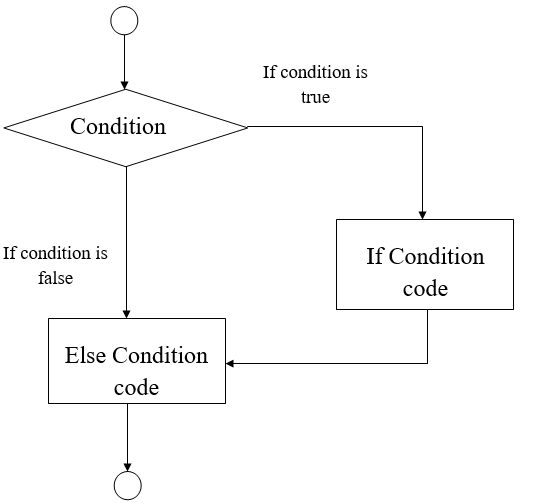 If condition is
true
Condition
If condition is
false
If Condition
code
Else Condition
code